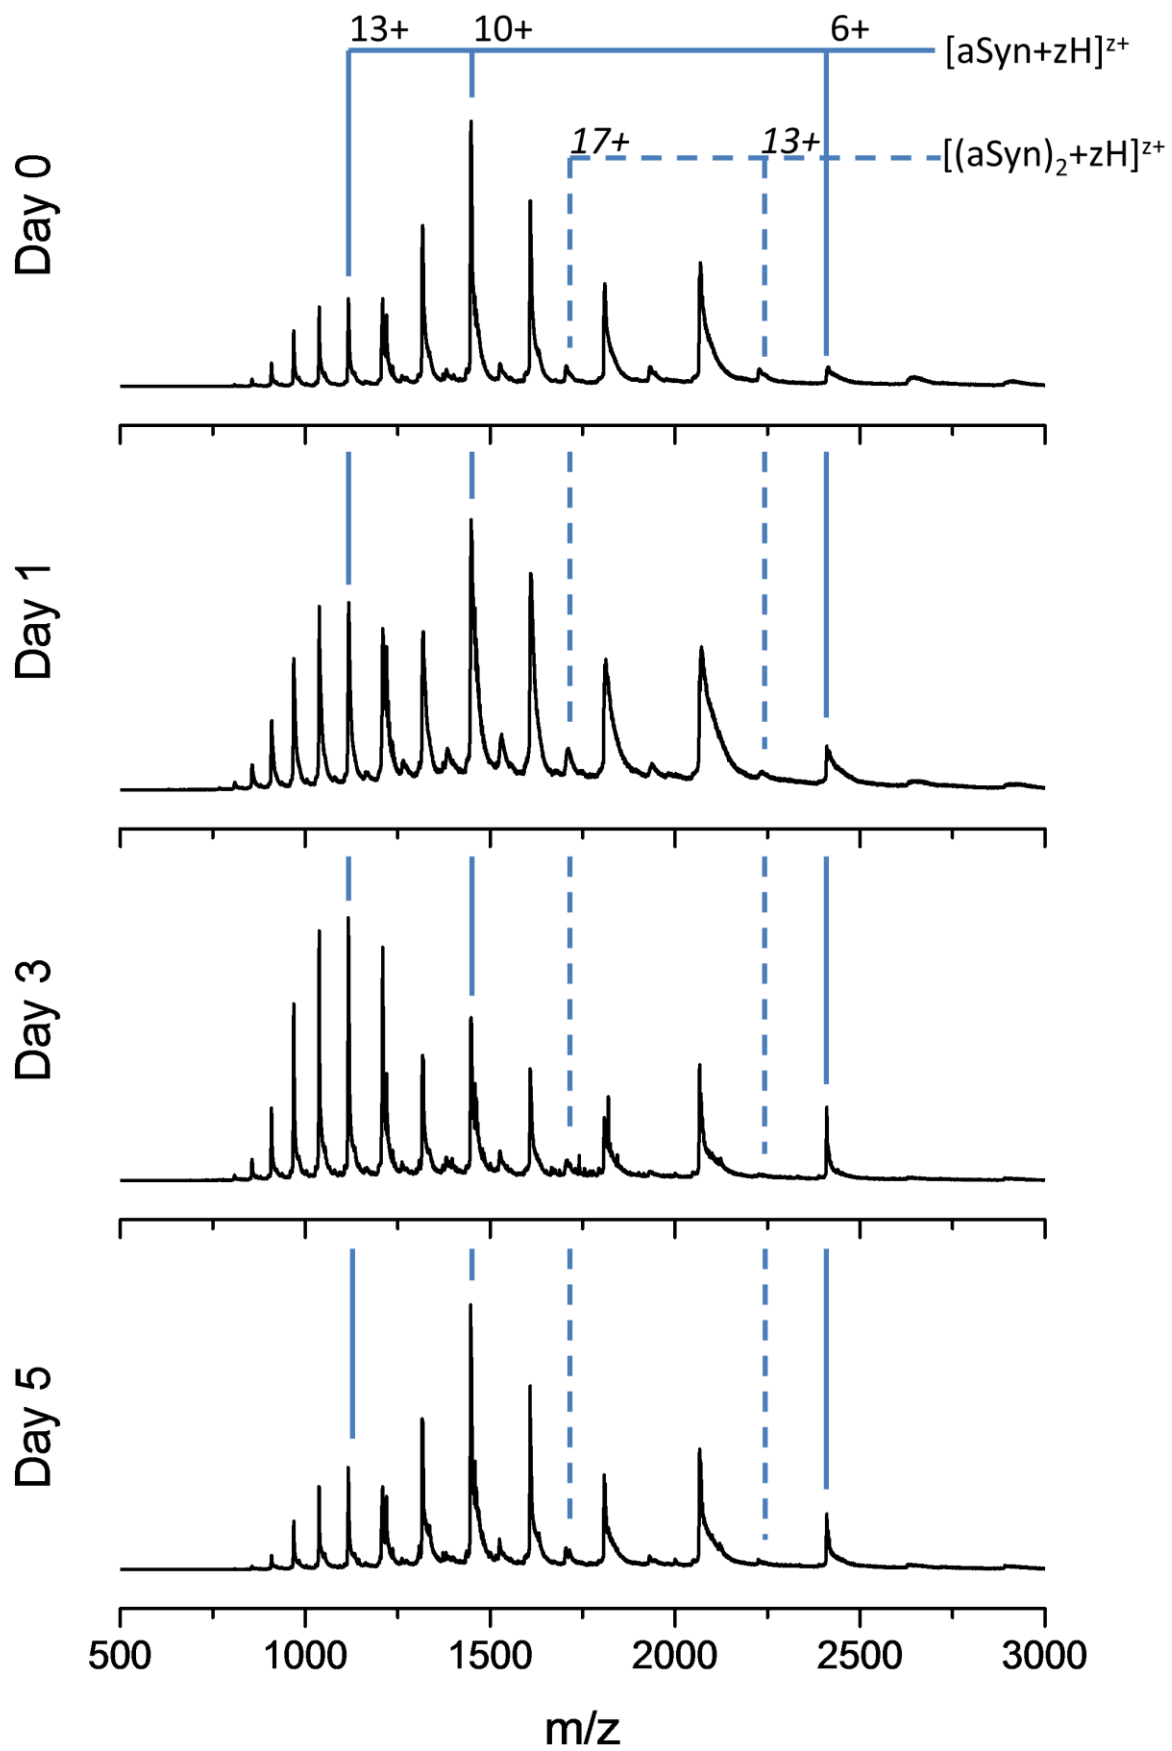 13+ 10+ 6+ [aSyn+zH]ᶻ⁺
17+ 13+ [(aSyn)₂+zH]ᶻ⁺
Day 0
Day 1
Day 3
Day 5
500 1000 1500 2000 2500 3000
m/z